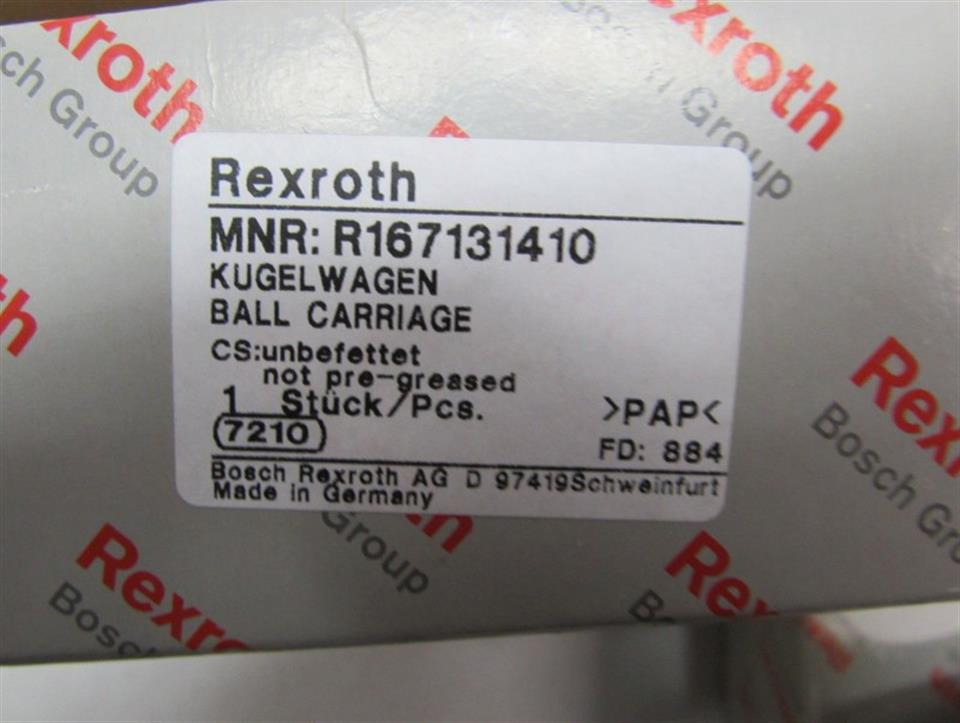 Rexroth
Bosch Group
Rexroth
Group
Rexroth
MNR: R167131410
KUGELWAGEN
BALL CARRIAGE
CS:unbefettet
not pre-greased
1 Stück/Pcs.
>PAP<
7210
FD: 884
Bosch Rexroth AG D 97419Schweinfurt
Made in Germany
Rexroth
Bosch Group
Group
Rexroth
Bosch
Rexroth
Bosch